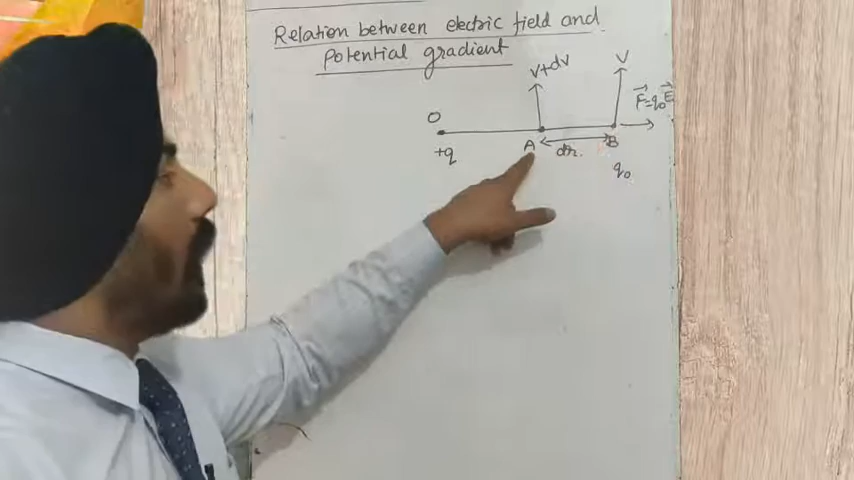 Relation between electric field and
potential gradient.
V+dV V
F⃗=q₀E⃗
O
+q A dr. B
q₀